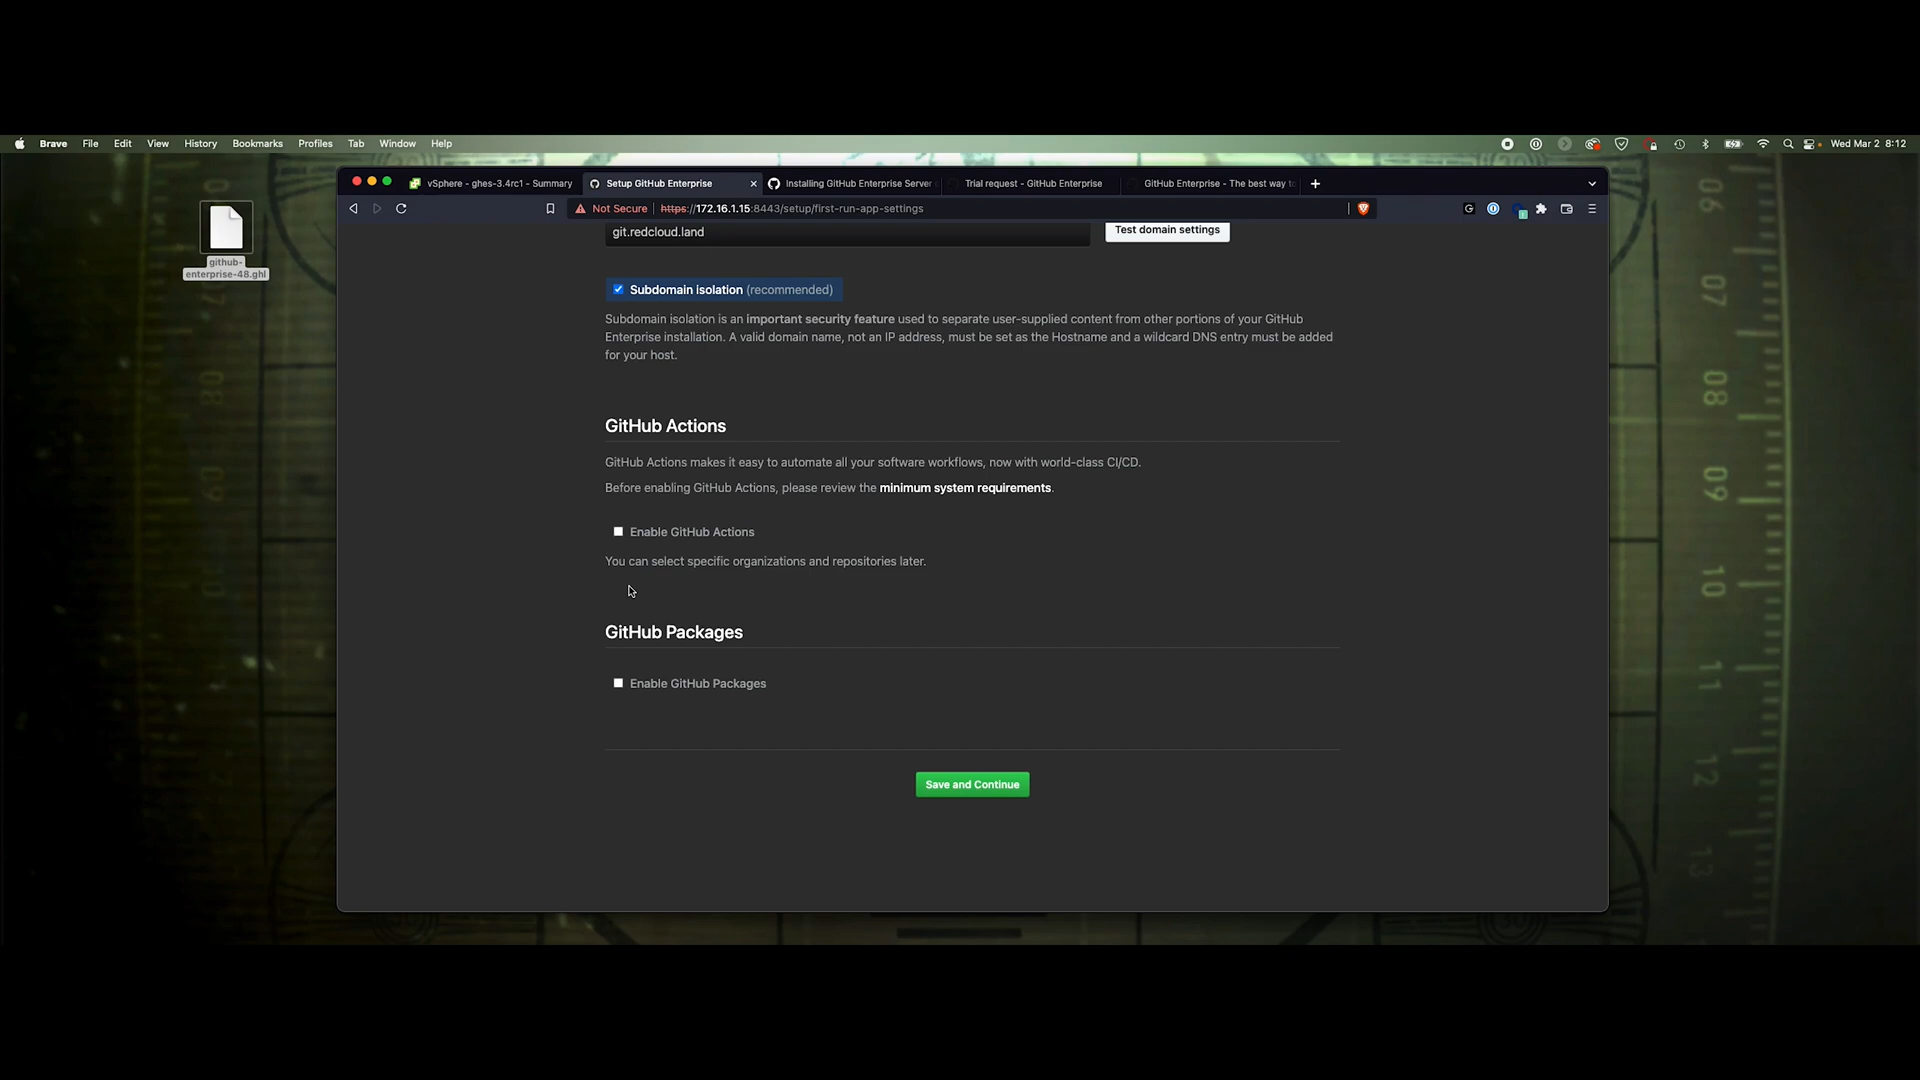 Brave File Edit View History Bookmarks Profiles Tab Window Help Wed Mar 2 8:12
vSphere - ghes-3.4rc1 - Summary Setup GitHub Enterprise Installing GitHub Enterprise Server Trial request - GitHub Enterprise GitHub Enterprise - The best way to
Not Secure https://172.16.1.15:8443/setup/first-run-app-settings
github-
enterprise-48.ghl
git.redcloud.land Test domain settings
Subdomain isolation (recommended)
Subdomain isolation is an important security feature used to separate user-supplied content from other portions of your GitHub
Enterprise installation. A valid domain name, not an IP address, must be set as the Hostname and a wildcard DNS entry must be added
for your host.
GitHub Actions
GitHub Actions makes it easy to automate all your software workflows, now with world-class CI/CD.
Before enabling GitHub Actions, please review the minimum system requirements.
Enable GitHub Actions
You can select specific organizations and repositories later.
GitHub Packages
Enable GitHub Packages
Save and Continue
06
07
08
09
10
11
12
13